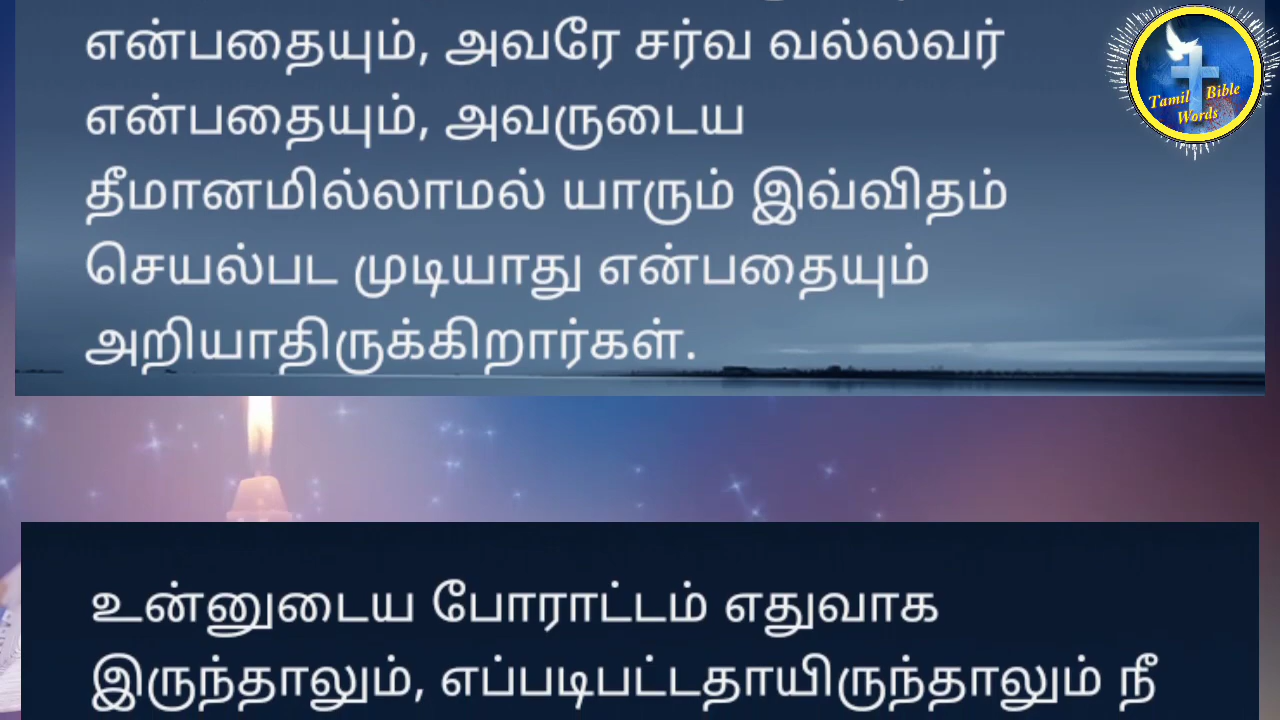 என்பதையும், அவரே சர்வ வல்லவர்
என்பதையும், அவருடைய
தீமானமில்லாமல் யாரும் இவ்விதம்
செயல்பட முடியாது என்பதையும்
அறியாதிருக்கிறார்கள்.
உன்னுடைய போராட்டம் எதுவாக
இருந்தாலும், எப்படிபட்டதாயிருந்தாலும் நீ
Tamil Bible
Words